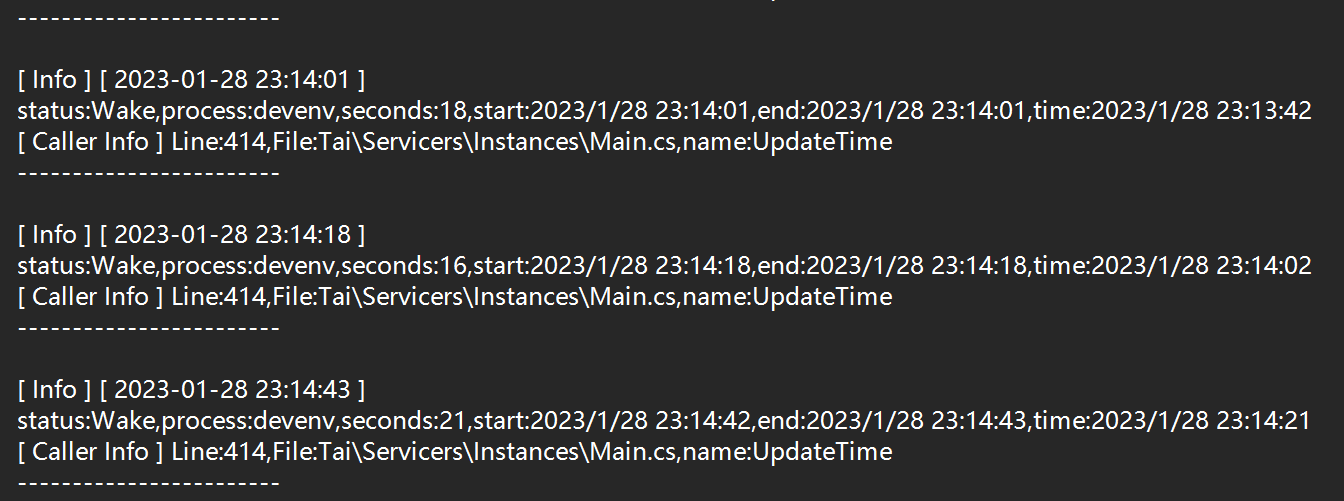 ------------------------
[ Info ] [ 2023-01-28 23:14:01 ]
status:Wake,process:devenv,seconds:18,start:2023/1/28 23:14:01,end:2023/1/28 23:14:01,time:2023/1/28 23:13:42
[ Caller Info ] Line:414,File:Tai\Servicers\Instances\Main.cs,name:UpdateTime
------------------------
[ Info ] [ 2023-01-28 23:14:18 ]
status:Wake,process:devenv,seconds:16,start:2023/1/28 23:14:18,end:2023/1/28 23:14:18,time:2023/1/28 23:14:02
[ Caller Info ] Line:414,File:Tai\Servicers\Instances\Main.cs,name:UpdateTime
------------------------
[ Info ] [ 2023-01-28 23:14:43 ]
status:Wake,process:devenv,seconds:21,start:2023/1/28 23:14:42,end:2023/1/28 23:14:43,time:2023/1/28 23:14:21
[ Caller Info ] Line:414,File:Tai\Servicers\Instances\Main.cs,name:UpdateTime
------------------------